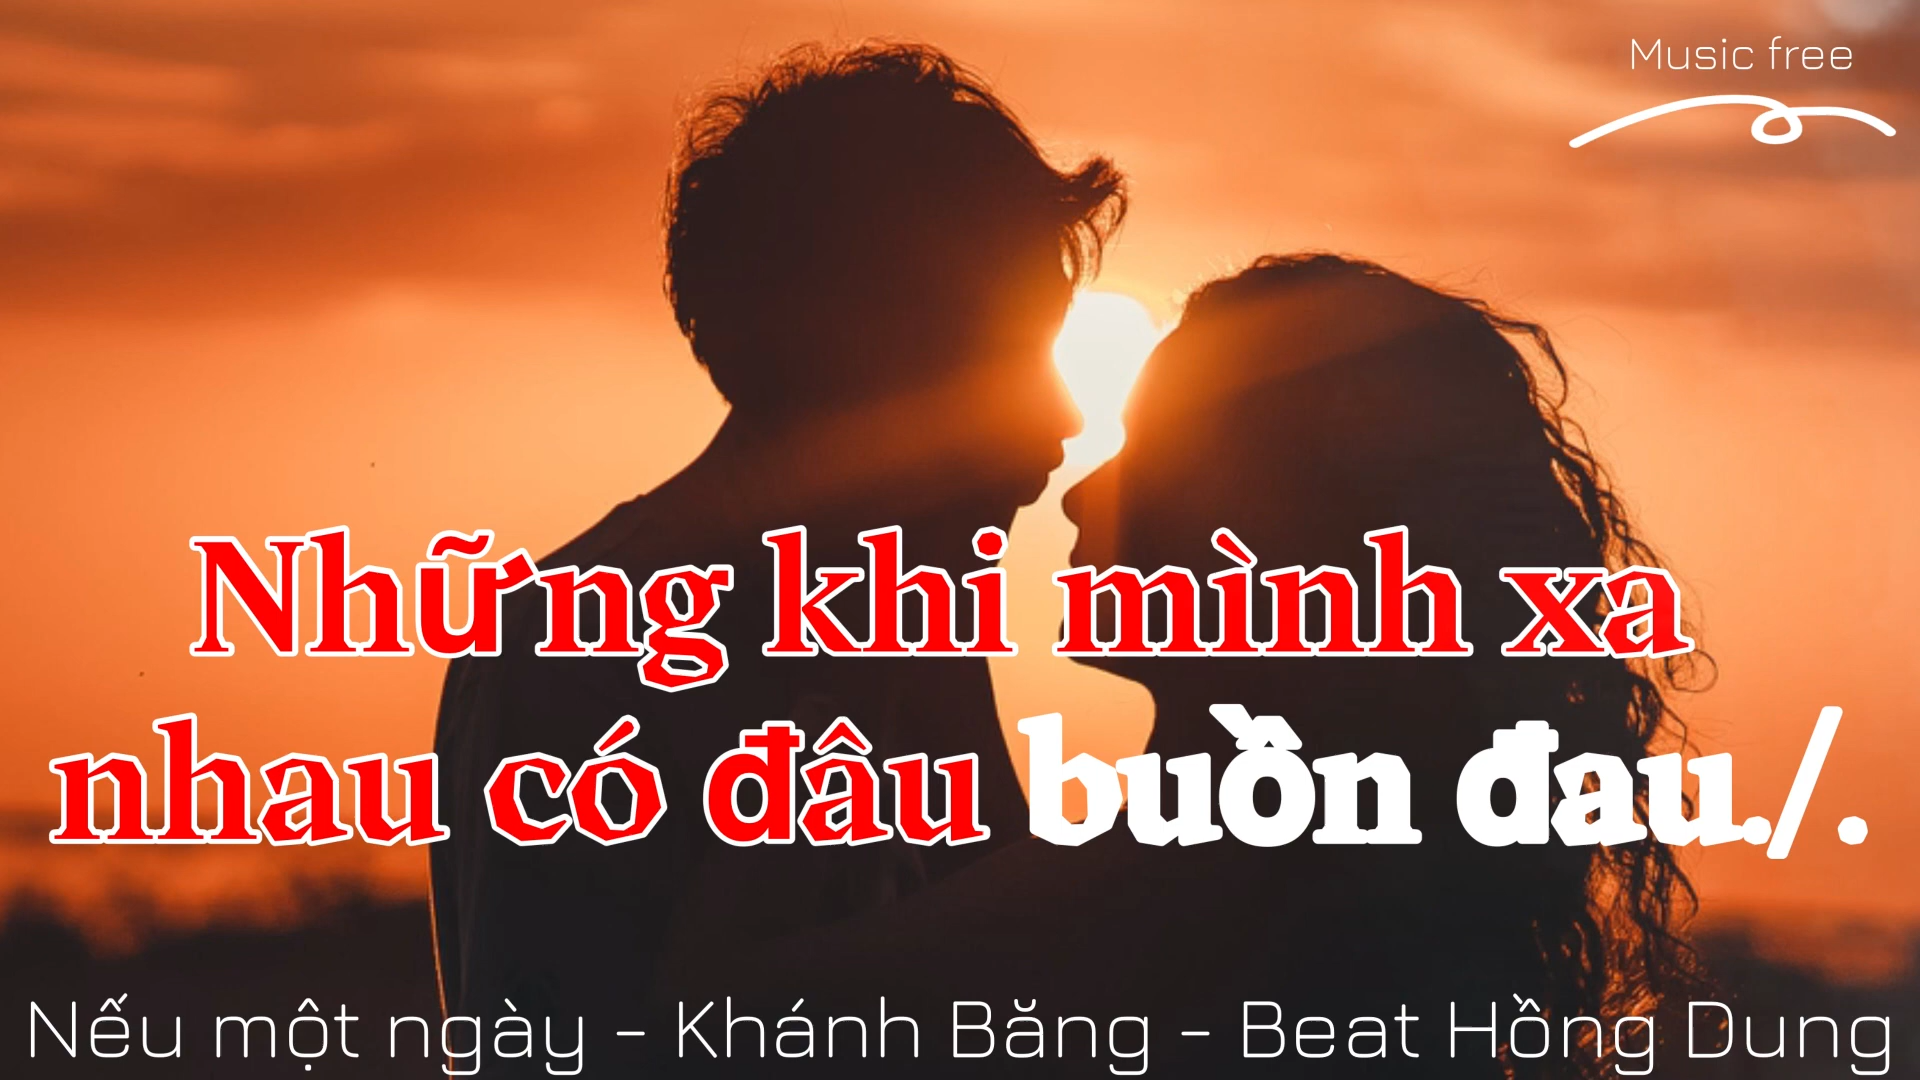 Music free
Những khi mình xa
nhau có đâu buồn đau./.
Nếu một ngày - Khánh Băng - Beat Hồng Dung